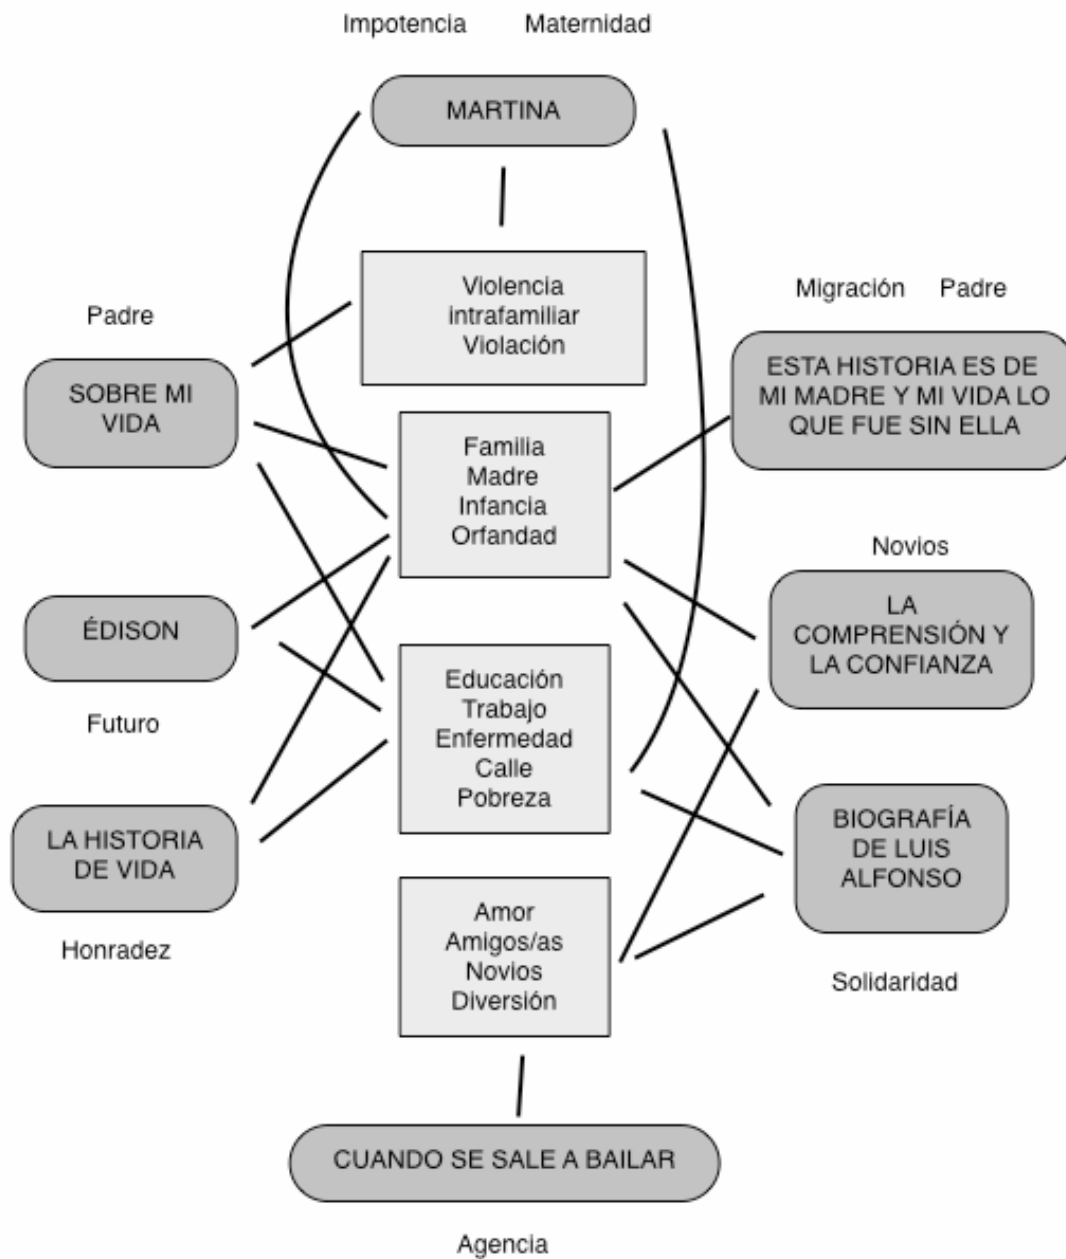 Impotencia Maternidad
MARTINA
Violencia
intrafamiliar
Violación
Padre
SOBRE MI
VIDA
Migración Padre
ESTA HISTORIA ES DE
MI MADRE Y MI VIDA LO
QUE FUE SIN ELLA
Familia
Madre
Infancia
Orfandad
Novios
LA
COMPRENSIÓN Y
LA CONFIANZA
ÉDISON
Futuro
Educación
Trabajo
Enfermedad
Calle
Pobreza
LA HISTORIA
DE VIDA
Honradez
BIOGRAFÍA
DE LUIS
ALFONSO
Solidaridad
Amor
Amigos/as
Novios
Diversión
CUANDO SE SALE A BAILAR
Agencia